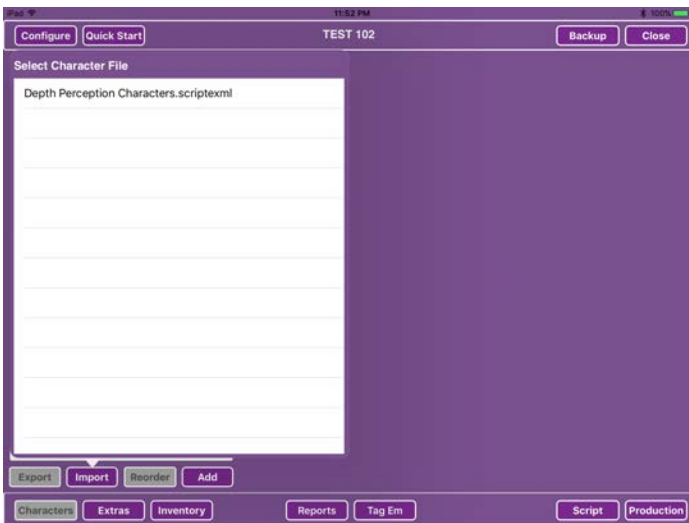 iPad 11:52 PM 100%
Configure Quick Start TEST 102 Backup Close
Select Character File
Depth Perception Characters.scriptexml
Export Import Reorder Add
Characters Extras Inventory Reports Tag Em Script Production